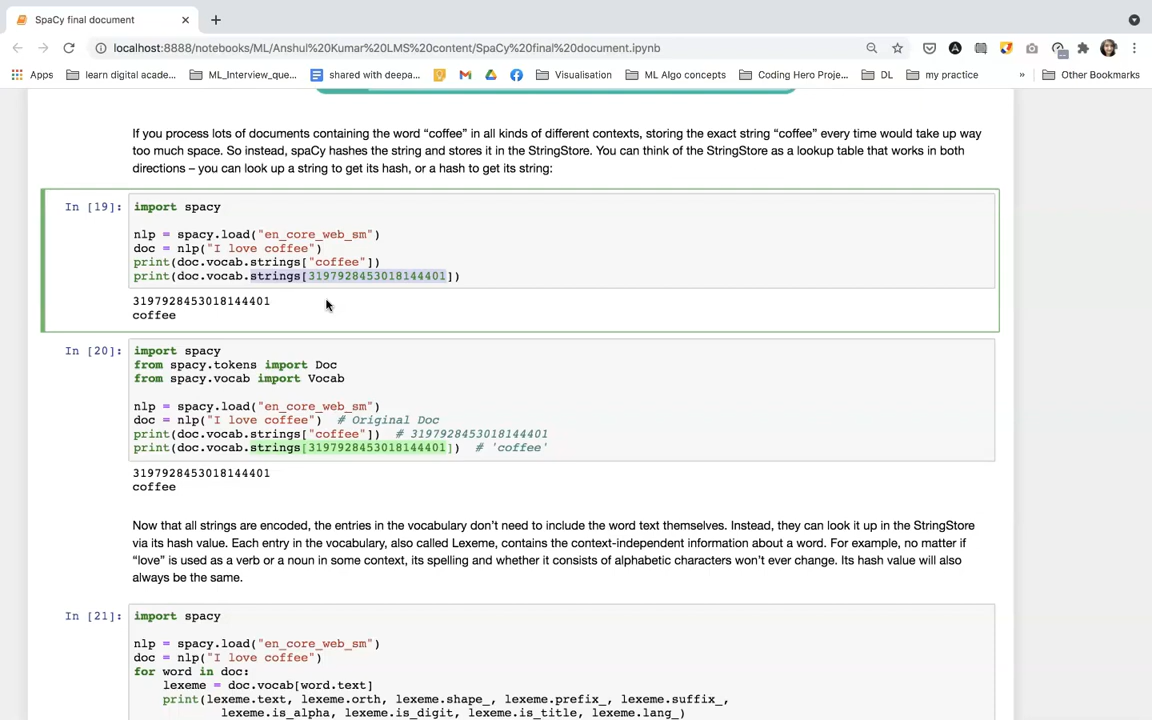 SpaCy final document
localhost:8888/notebooks/ML/Anshul%20Kumar%20LMS%20content/SpaCy%20final%20document.ipynb
Apps
learn digital acade...
ML_Interview_que...
shared with deepa...
Visualisation
ML Algo concepts
Coding Hero Proje...
DL
my practice
»
Other Bookmarks
If you process lots of documents containing the word “coffee” in all kinds of different contexts, storing the exact string “coffee” every time would take up way
too much space. So instead, spaCy hashes the string and stores it in the StringStore. You can think of the StringStore as a lookup table that works in both
directions – you can look up a string to get its hash, or a hash to get its string:
In [19]:
import spacy
nlp = spacy.load("en_core_web_sm")
doc = nlp("I love coffee")
print(doc.vocab.strings["coffee"])
print(doc.vocab.strings[3197928453018144401])
3197928453018144401
coffee
In [20]:
import spacy
from spacy.tokens import Doc
from spacy.vocab import Vocab
nlp = spacy.load("en_core_web_sm")
doc = nlp("I love coffee")  # Original Doc
print(doc.vocab.strings["coffee"])  # 3197928453018144401
print(doc.vocab.strings[3197928453018144401])  # 'coffee'
3197928453018144401
coffee
Now that all strings are encoded, the entries in the vocabulary don’t need to include the word text themselves. Instead, they can look it up in the StringStore
via its hash value. Each entry in the vocabulary, also called Lexeme, contains the context-independent information about a word. For example, no matter if
“love” is used as a verb or a noun in some context, its spelling and whether it consists of alphabetic characters won’t ever change. Its hash value will also
always be the same.
In [21]:
import spacy
nlp = spacy.load("en_core_web_sm")
doc = nlp("I love coffee")
for word in doc:
lexeme = doc.vocab[word.text]
print(lexeme.text, lexeme.orth, lexeme.shape_, lexeme.prefix_, lexeme.suffix_,
lexeme.is_alpha, lexeme.is_digit, lexeme.is_title, lexeme.lang_)